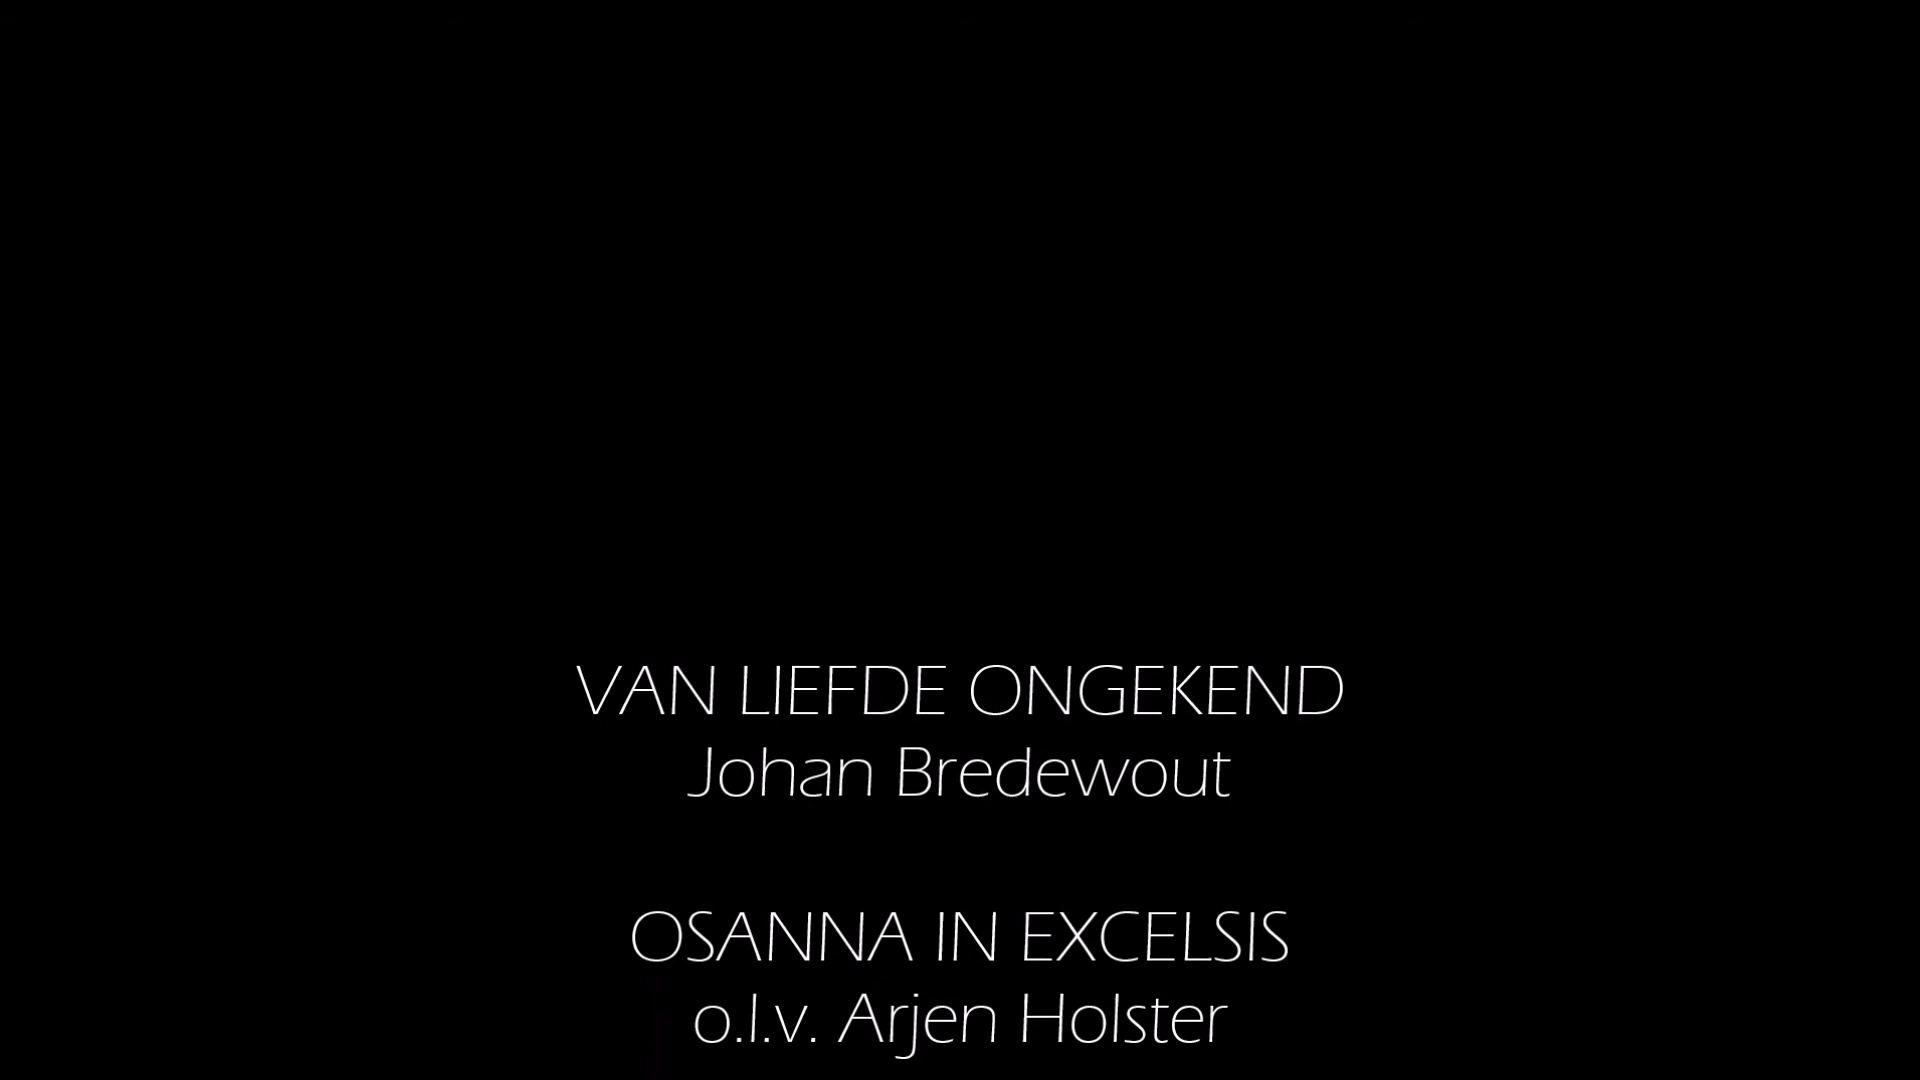 VAN LIEFDE ONGEKEND
Johan Bredewout
OSANNA IN EXCELSIS
o.l.v. Arjen Holster